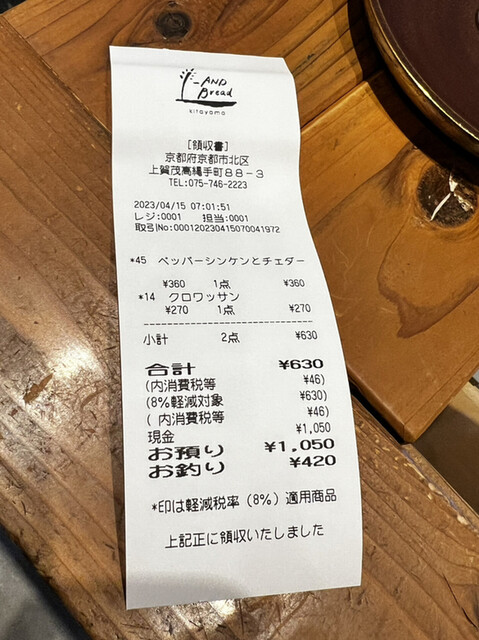 AND
Bread
kitayama
[領収書]
京都府京都市北区
上賀茂高縄手町88-3
TEL:075-746-2223
2023/04/15 07:01:51
レジ:0001 担当:0001
取引No:000120230415070041972
*45 ペッパーシンケンとチェダー
¥360 1点 ¥360
*14 クロワッサン
¥270 1点 ¥270
小計 2点 ¥630
合計 ¥630
(内消費税等 ¥46)
(8%軽減対象 ¥630)
(内消費税等 ¥46)
現金 ¥1,050
お預り ¥1,050
お釣り ¥420
*印は軽減税率(8%)適用商品
上記正に領収いたしました